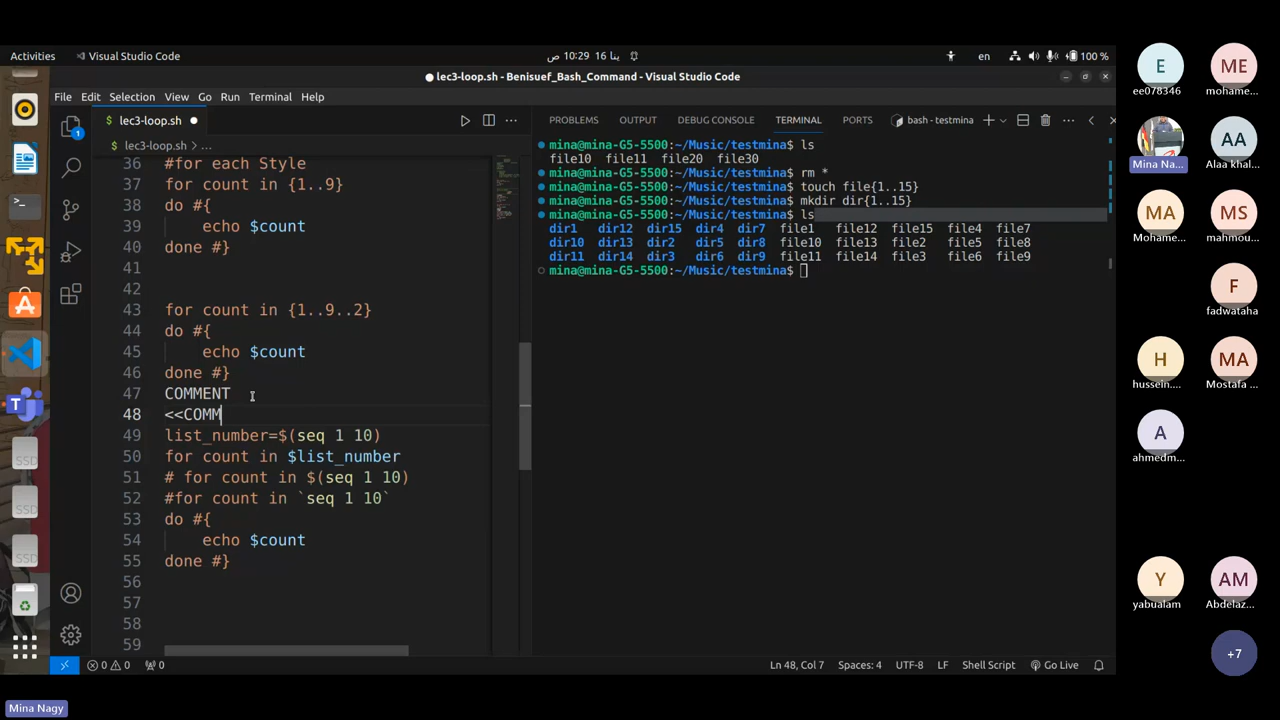 Activities
Visual Studio Code
ص 10:29 16 ينا
en
100 %
lec3-loop.sh - Benisuef_Bash_Command - Visual Studio Code
File Edit Selection View Go Run Terminal Help
lec3-loop.sh
lec3-loop.sh > ...
36 #for each Style
37 for count in {1..9}
38 do #{
39 echo $count
40 done #}
41
42
43 for count in {1..9..2}
44 do #{
45 echo $count
46 done #}
47 COMMENT
48 <<COMM
49 list_number=$(seq 1 10)
50 for count in $list_number
51 # for count in $(seq 1 10)
52 #for count in `seq 1 10`
53 do #{
54 echo $count
55 done #}
56
57
58
59
PROBLEMS OUTPUT DEBUG CONSOLE TERMINAL PORTS bash - testmina
mina@mina-G5-5500:~/Music/testmina$ ls
file10 file11 file20 file30
mina@mina-G5-5500:~/Music/testmina$ rm *
mina@mina-G5-5500:~/Music/testmina$ touch file{1..15}
mina@mina-G5-5500:~/Music/testmina$ mkdir dir{1..15}
mina@mina-G5-5500:~/Music/testmina$ ls
dir1 dir12 dir15 dir4 dir7 file1 file12 file15 file4 file7
dir10 dir13 dir2 dir5 dir8 file10 file13 file2 file5 file8
dir11 dir14 dir3 dir6 dir9 file11 file14 file3 file6 file9
mina@mina-G5-5500:~/Music/testmina$
1
SSD
SSD
SSD
SSD
0 0 0
Ln 48, Col 7 Spaces: 4 UTF-8 LF Shell Script Go Live
Mina Nagy
E
ee078346
ME
mohame...
Mina Na...
AA
Alaa khal...
MA
Mohame...
MS
mahmou...
F
fadwataha
H
hussein....
MA
Mostafa ...
A
ahmedm...
Y
yabualam
AM
Abdelaz...
+7